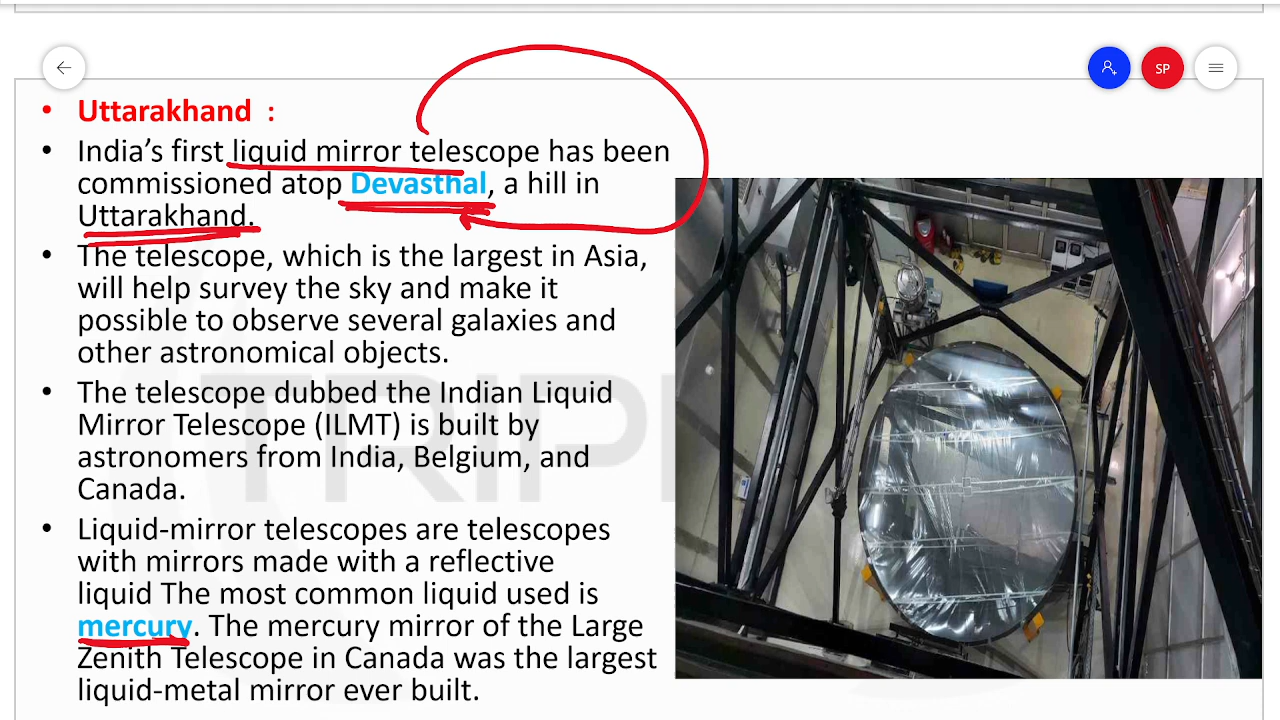 SP
• Uttarakhand :
• India’s first liquid mirror telescope has been
commissioned atop Devasthal, a hill in
Uttarakhand.
• The telescope, which is the largest in Asia,
will help survey the sky and make it
possible to observe several galaxies and
other astronomical objects.
• The telescope dubbed the Indian Liquid
Mirror Telescope (ILMT) is built by
astronomers from India, Belgium, and
Canada.
• Liquid-mirror telescopes are telescopes
with mirrors made with a reflective
liquid The most common liquid used is
mercury. The mercury mirror of the Large
Zenith Telescope in Canada was the largest
liquid-metal mirror ever built.